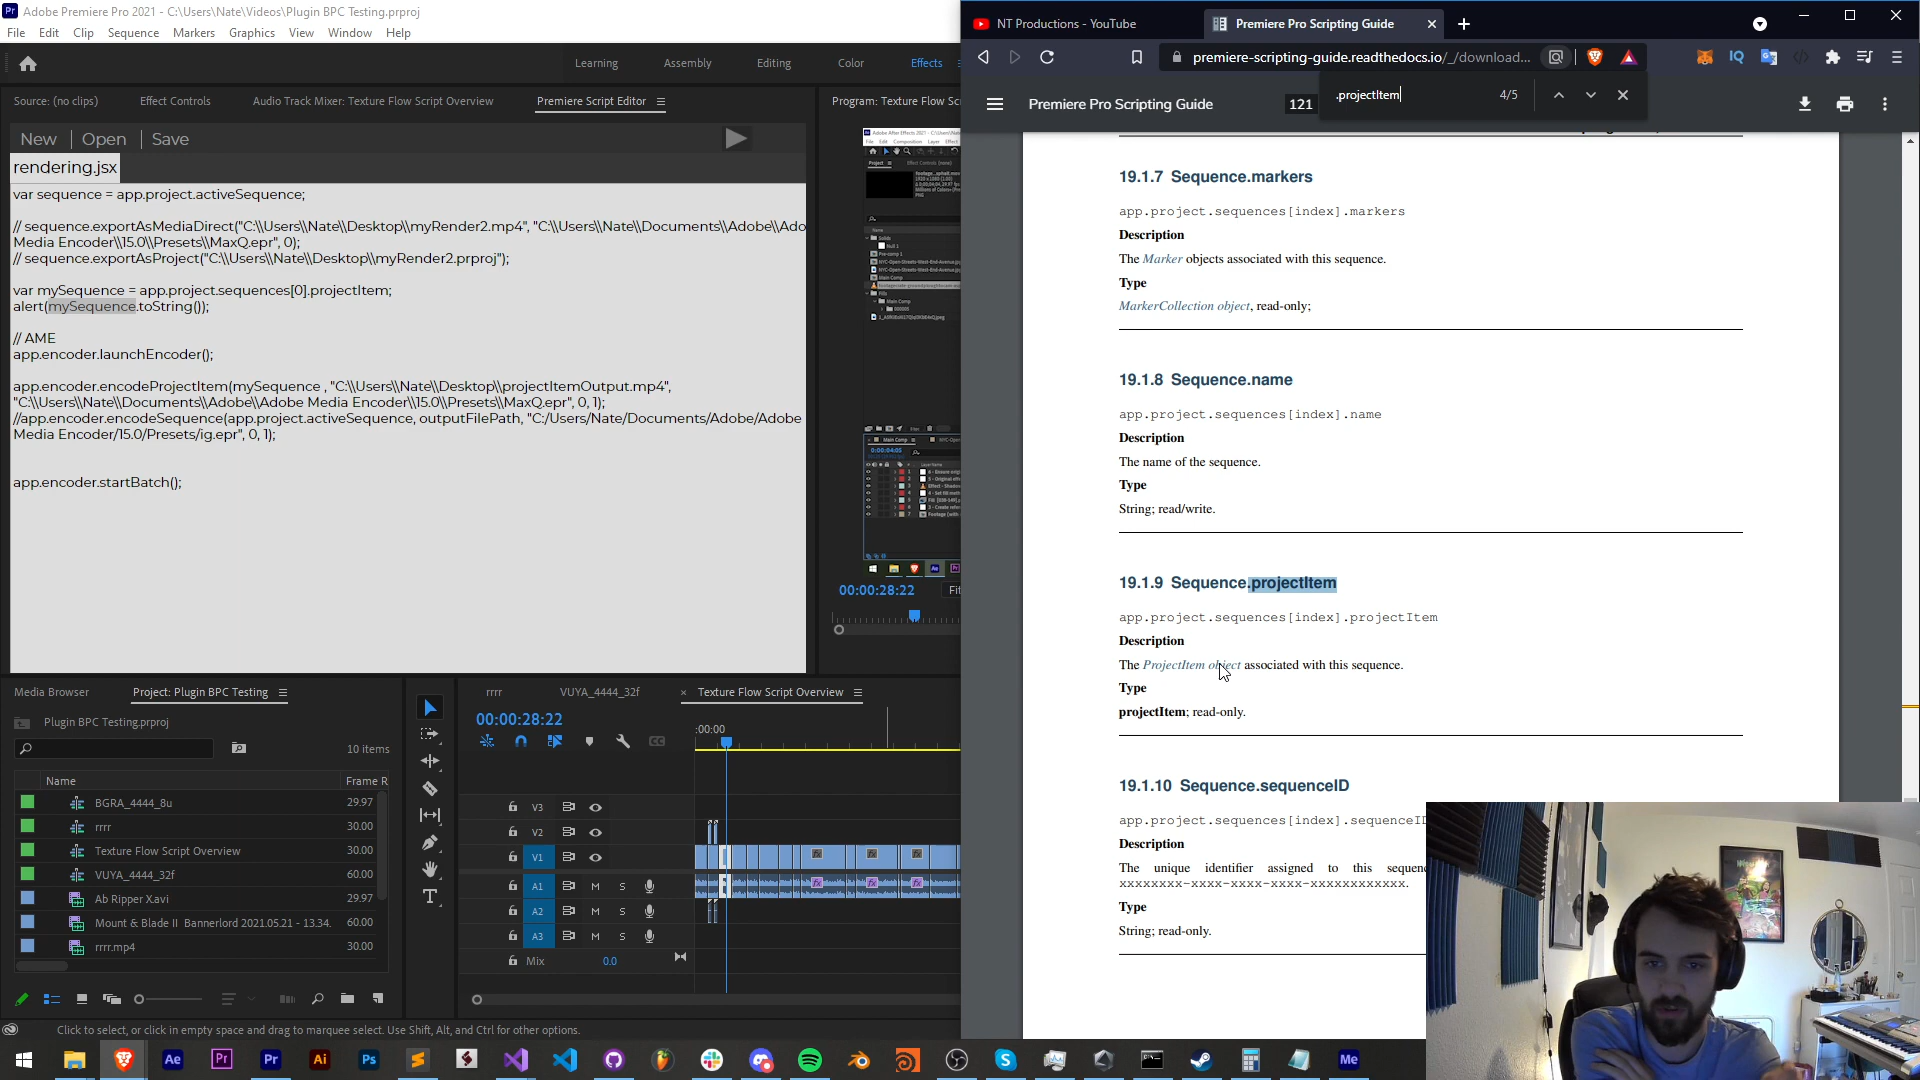 Adobe Premiere Pro 2021 - C:\Users\Nate\Videos\Plugin BPC Testing.prproj
File Edit Clip Sequence Markers Graphics View Window Help
Learning Assembly Editing Color Effects
Source: (no clips) Effect Controls Audio Track Mixer: Texture Flow Script Overview Premiere Script Editor Program: Texture Flow Sc
New | Open | Save
rendering.jsx
var sequence = app.project.activeSequence;
// sequence.exportAsMediaDirect("C:\\Users\\Nate\\Desktop\\myRender2.mp4", "C:\\Users\\Nate\\Documents\\Adobe\\Ado
Media Encoder\\15.0\\Presets\\MaxQ.epr", 0);
// sequence.exportAsProject("C:\\Users\\Nate\\Desktop\\myRender2.prproj");
var mySequence = app.project.sequences[0].projectItem;
alert(mySequence.toString());
// AME
app.encoder.launchEncoder();
app.encoder.encodeProjectItem(mySequence , "C:\\Users\\Nate\\Desktop\\projectItemOutput.mp4",
"C:\\Users\\Nate\\Documents\\Adobe\\Adobe Media Encoder\\15.0\\Presets\\MaxQ.epr", 0, 1);
//app.encoder.encodeSequence(app.project.activeSequence, outputFilePath, "C:/Users/Nate/Documents/Adobe/Adobe
Media Encoder/15.0/Presets/ig.epr", 0, 1);
app.encoder.startBatch();
00:00:28:22 Fit
Media Browser Project: Plugin BPC Testing
Plugin BPC Testing.prproj
10 items
Name Frame R
BGRA_4444_8u 29.97
rrrr 30.00
Texture Flow Script Overview 30.00
VUYA_4444_32f 60.00
Ab Ripper X.avi 29.97
Mount & Blade II Bannerlord 2021.05.21 - 13.34. 60.00
rrrr.mp4 30.00
rrrr VUYA_4444_32f × Texture Flow Script Overview
00:00:28:22
:00:00
V3
V2
V1
A1 M S
A2 M S
A3 M S
Mix 0.0
Click to select, or click in empty space and drag to marquee select. Use Shift, Alt, and Ctrl for other options.
NT Productions - YouTube Premiere Pro Scripting Guide
premiere-scripting-guide.readthedocs.io/_/download...
.projectItem 4/5
Premiere Pro Scripting Guide 121
19.1.7 Sequence.markers
app.project.sequences[index].markers
Description
The Marker objects associated with this sequence.
Type
MarkerCollection object, read-only;
19.1.8 Sequence.name
app.project.sequences[index].name
Description
The name of the sequence.
Type
String; read/write.
19.1.9 Sequence.projectItem
app.project.sequences[index].projectItem
Description
The ProjectItem object associated with this sequence.
Type
projectItem; read-only.
19.1.10 Sequence.sequenceID
app.project.sequences[index].sequenceID
Description
The unique identifier assigned to this sequenc
xxxxxxxx-xxxx-xxxx-xxxx-xxxxxxxxxxxx.
Type
String; read-only.